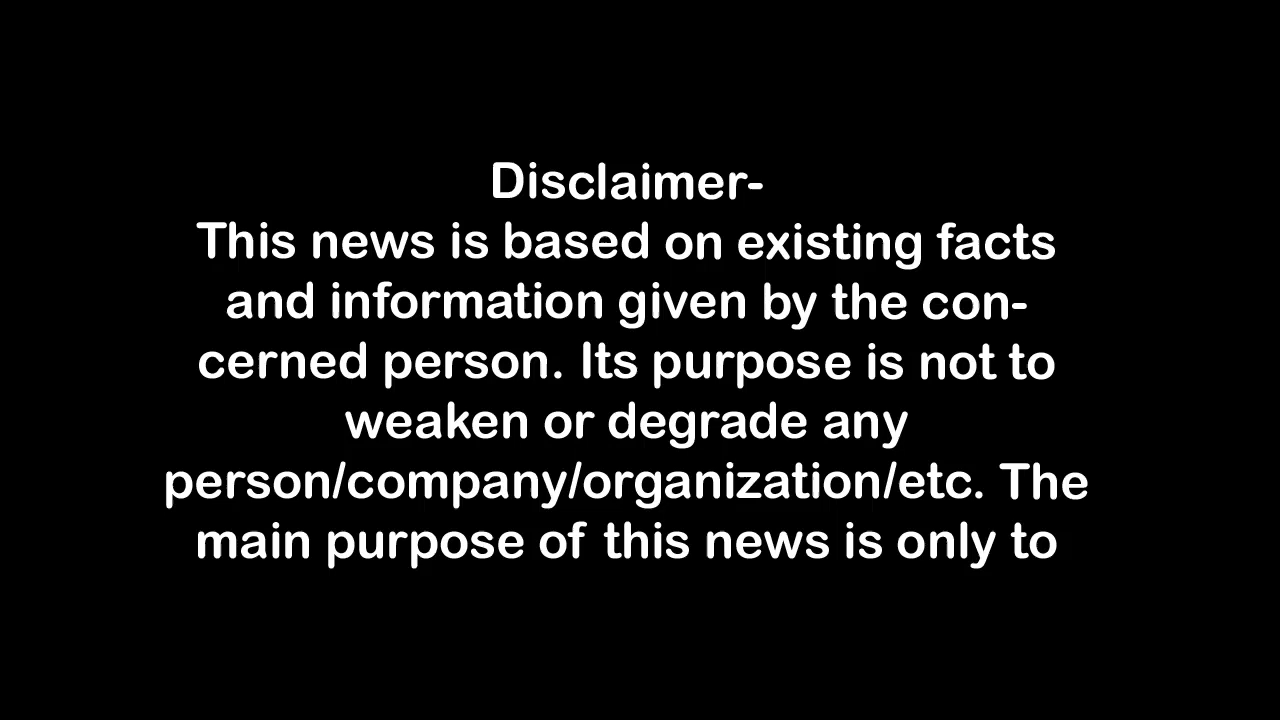 Disclaimer-
This news is based on existing facts
and information given by the con-
cerned person. Its purpose is not to
weaken or degrade any
person/company/organization/etc. The
main purpose of this news is only to